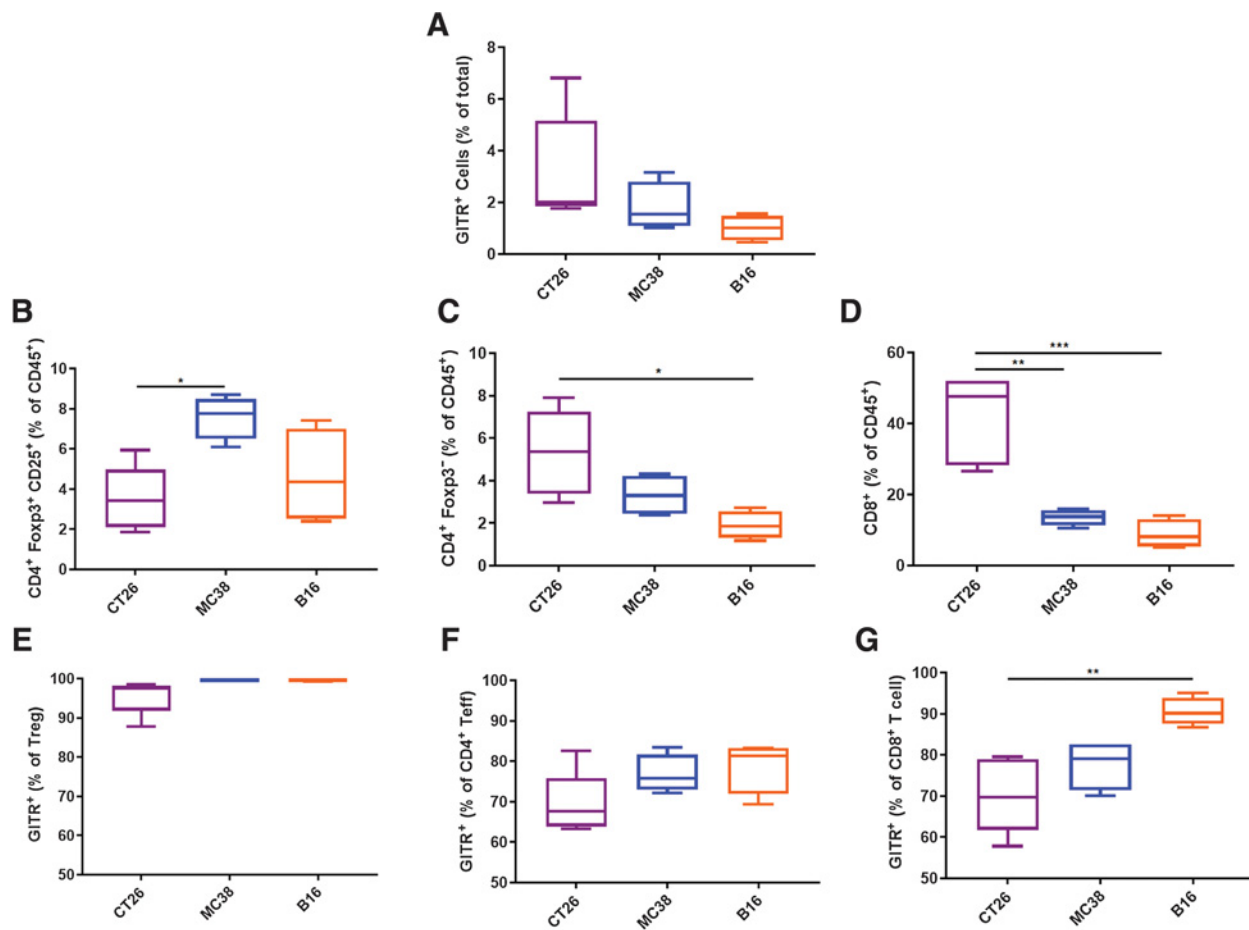 A
GITR⁺ Cells (% of total)
8
6
4
2
0
CT26
MC38
B16
B
CD4⁺ Foxp3⁺ CD25⁺ (% of CD45⁺)
10
8
6
4
2
0
*
CT26
MC38
B16
C
CD4⁺ Foxp3⁻ (% of CD45⁺)
10
8
6
4
2
0
*
CT26
MC38
B16
D
CD8⁺ (% of CD45⁺)
60
40
20
0
***
**
CT26
MC38
B16
E
GITR⁺ (% of Treg)
100
90
80
70
60
50
CT26
MC38
B16
F
GITR⁺ (% of CD4⁺ Teff)
100
90
80
70
60
50
CT26
MC38
B16
G
GITR⁺ (% of CD8⁺ T cell)
100
90
80
70
60
50
**
CT26
MC38
B16